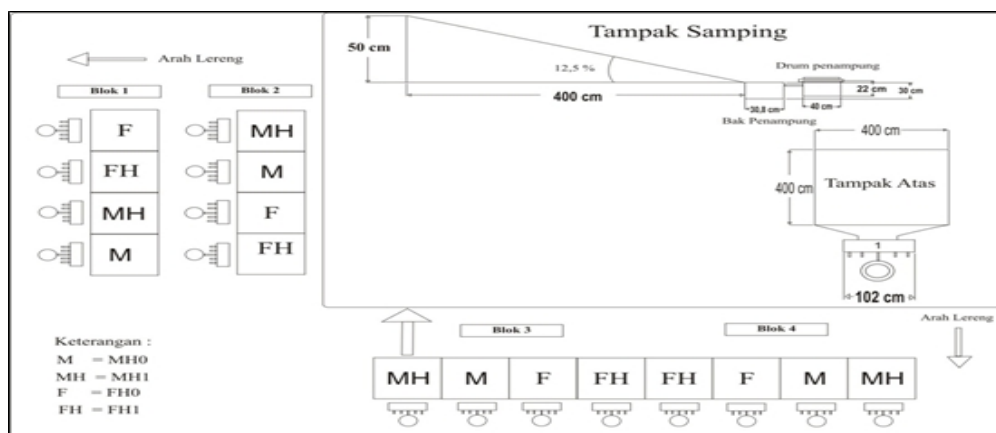 Tampak Samping
50 cm
12,5 %
400 cm
Drum penampung
22 cm
30 cm
30,8 cm
40 cm
Bak Penampung
400 cm
400 cm
Tampak Atas
1
102 cm
Arah Lereng
Blok 1
Blok 2
F
MH
FH
M
MH
F
M
FH
Keterangan :
M = MH0
MH = MH1
F = FH0
FH = FH1
Blok 3
Blok 4
Arah Lereng
MH M F FH FH F M MH